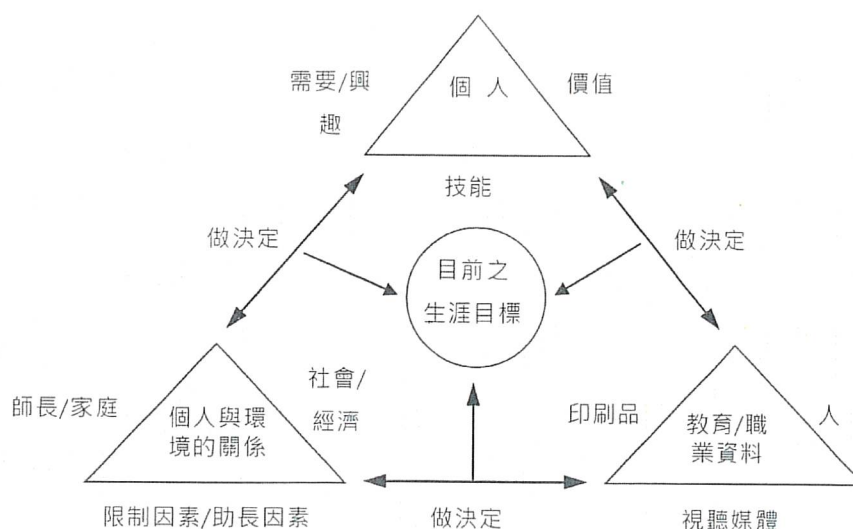 需要/興
趣
個 人
價值
技能
做決定
做決定
目前之
生涯目標
師長/家庭
個人與環
境的關係
社會/
經濟
印刷品
教育/職
業資料
人
限制因素/助長因素
做決定
視聽媒體